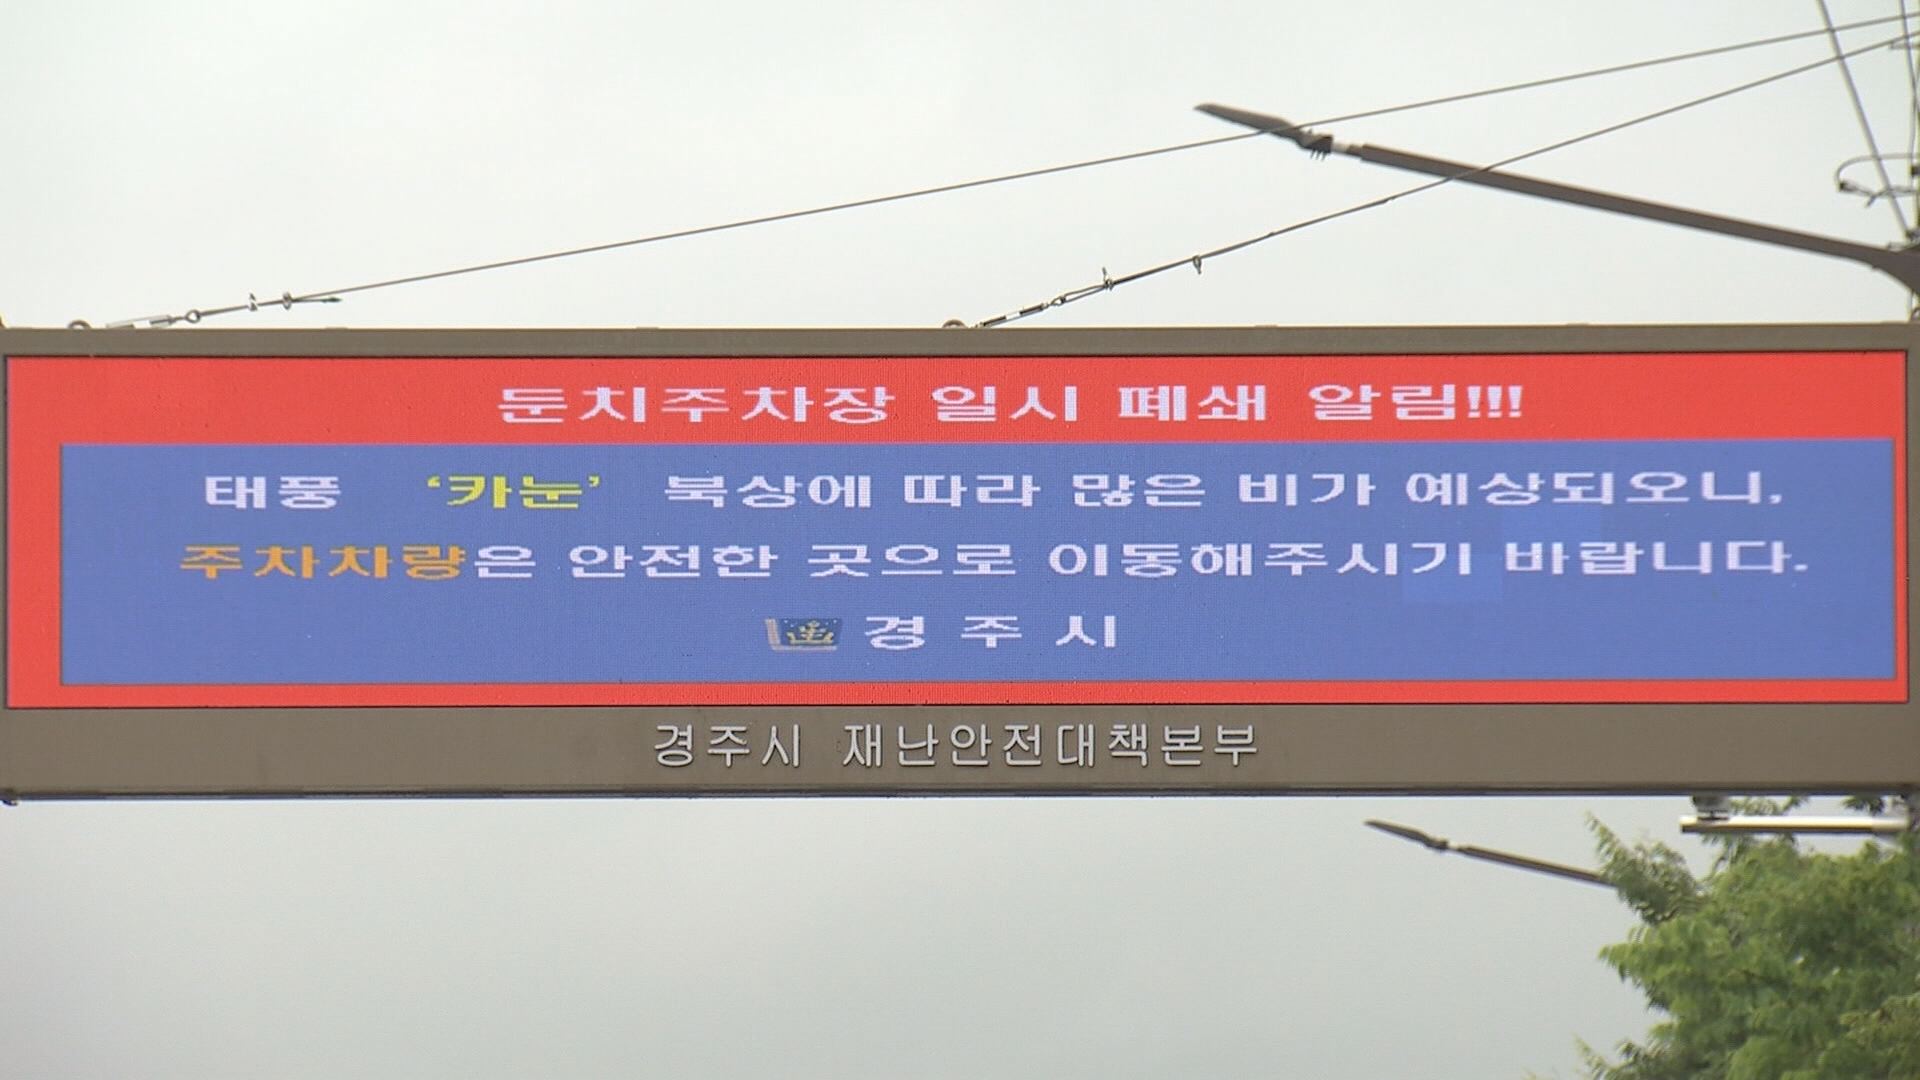 둔치주차장 일시 폐쇄 알림!!!
태풍 ‘카눈’ 북상에 따라 많은 비가 예상되오니,
주차차량은 안전한 곳으로 이동해주시기 바랍니다.
경주시
경주시 재난안전대책본부